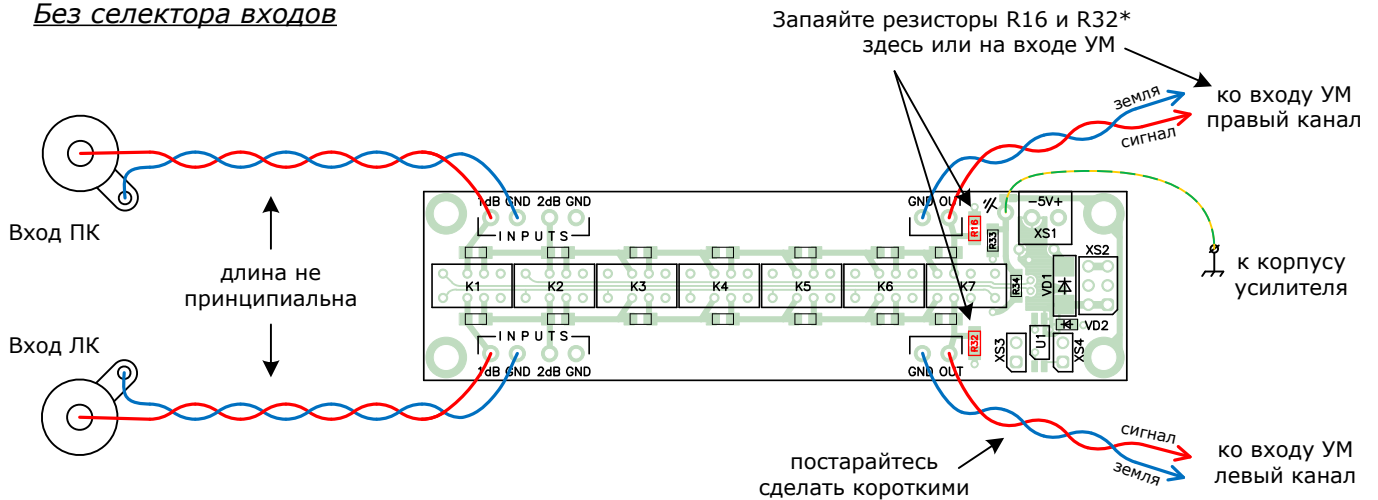 Без селектора входов
Запаяйте резисторы R16 и R32*
здесь или на входе УМ
земля
сигнал
ко входу УМ
правый канал
Вход ПК
1dB GND 2dB GND
INPUTS
GND OUT
R16
R33
-5V+
XS1
XS2
длина не
принципиальна
K1
K2
K3
K4
K5
K6
K7
R34
VD1
к корпусу
усилителя
Вход ЛК
INPUTS
1dB GND 2dB GND
GND OUT
R32
XS3
U1
XS4
VD2
постарайтесь
сделать короткими
сигнал
земля
ко входу УМ
левый канал